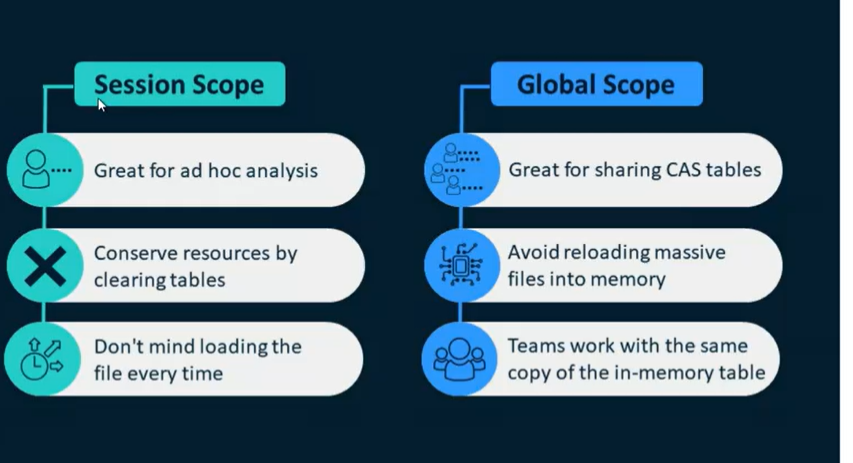 Session Scope
Great for ad hoc analysis
Conserve resources by
clearing tables
Don't mind loading the
file every time
Global Scope
Great for sharing CAS tables
Avoid reloading massive
files into memory
Teams work with the same
copy of the in-memory table